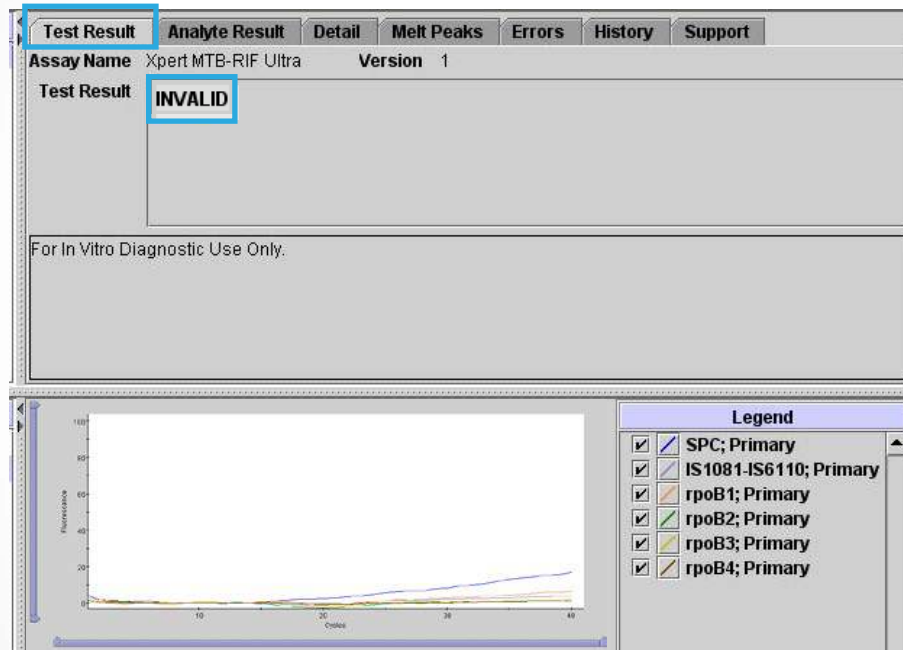 Test Result Analyte Result Detail Melt Peaks Errors History Support
Assay Name Xpert MTB-RIF Ultra Version 1
Test Result INVALID
For In Vitro Diagnostic Use Only.
100
80
60
40
20
0
Fluorescence
10 20 30 40
Cycles
Legend
SPC; Primary
IS1081-IS6110; Primary
rpoB1; Primary
rpoB2; Primary
rpoB3; Primary
rpoB4; Primary